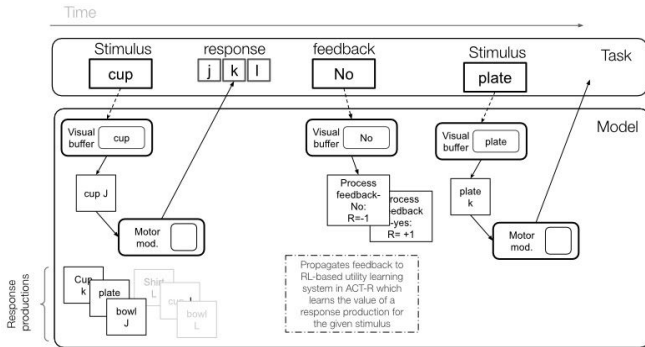 Time
Stimulus response feedback Stimulus Task
cup j k l No plate
Visual
buffer
cup
Visual
buffer
No
Visual
buffer
plate
Model
cup J
Process
feedback-
No:
R=-1
Process
feedback
-yes:
R= +1
plate
k
Motor
mod.
Motor
mod.
Response
productions
Cup
k
plate
bowl
J
Shirt
L
cup J
bowl
L
Propagates feedback to
RL-based utility learning
system in ACT-R which
learns the value of a
response production for
the given stimulus